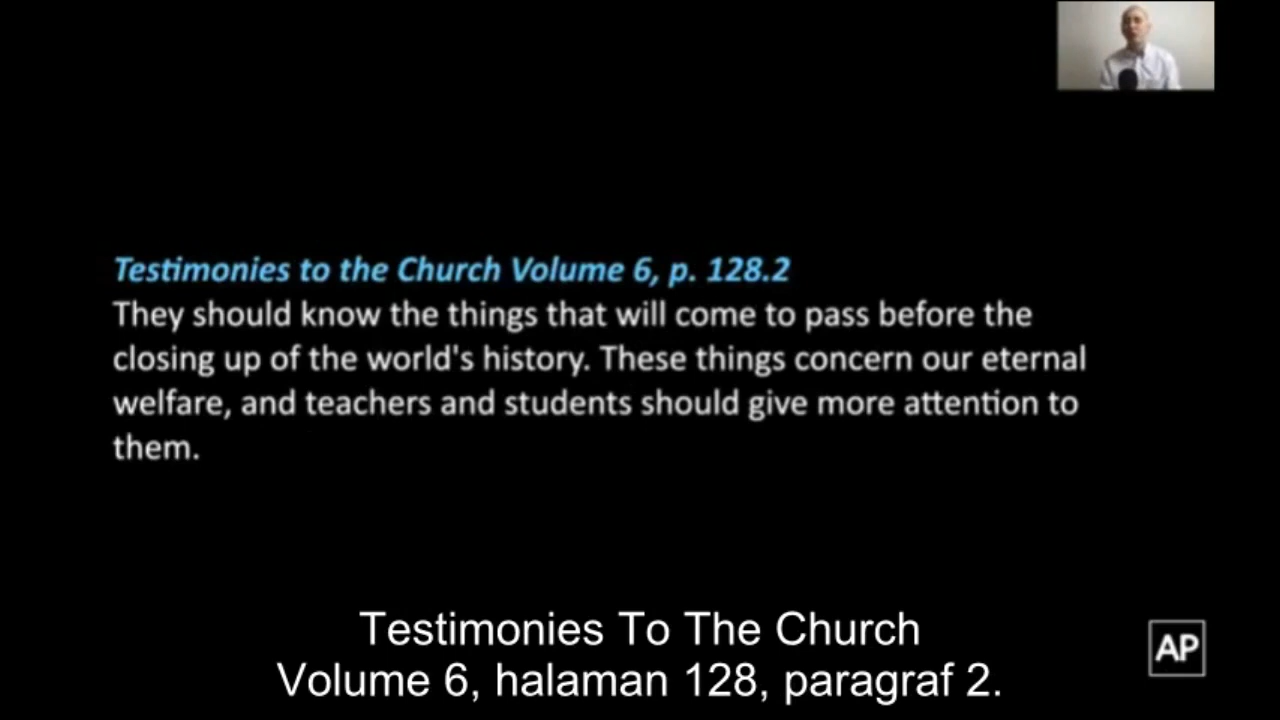 Testimonies to the Church Volume 6, p. 128.2
They should know the things that will come to pass before the
closing up of the world's history. These things concern our eternal
welfare, and teachers and students should give more attention to
them.
Testimonies To The Church
Volume 6, halaman 128, paragraf 2.
AP